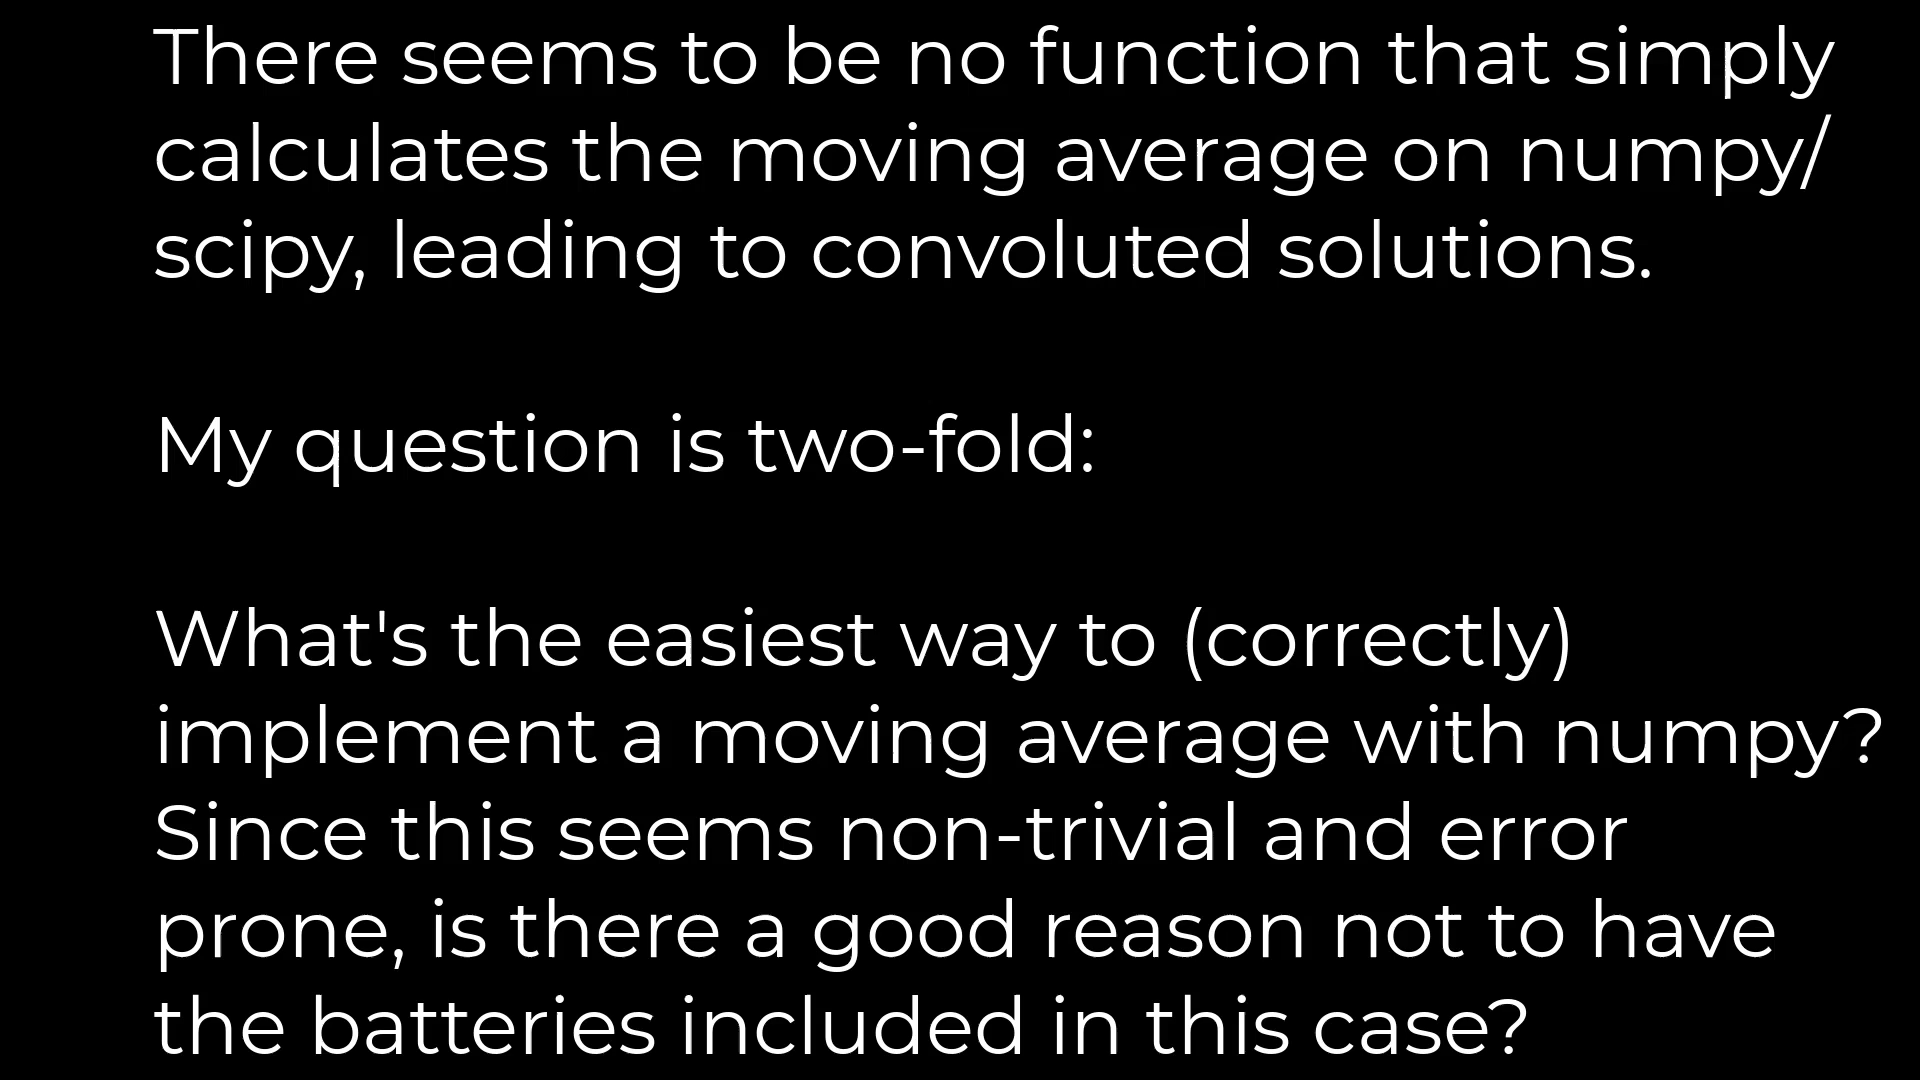 There seems to be no function that simply
calculates the moving average on numpy/
scipy, leading to convoluted solutions.
My question is two-fold:
What's the easiest way to (correctly)
implement a moving average with numpy?
Since this seems non-trivial and error
prone, is there a good reason not to have
the batteries included in this case?